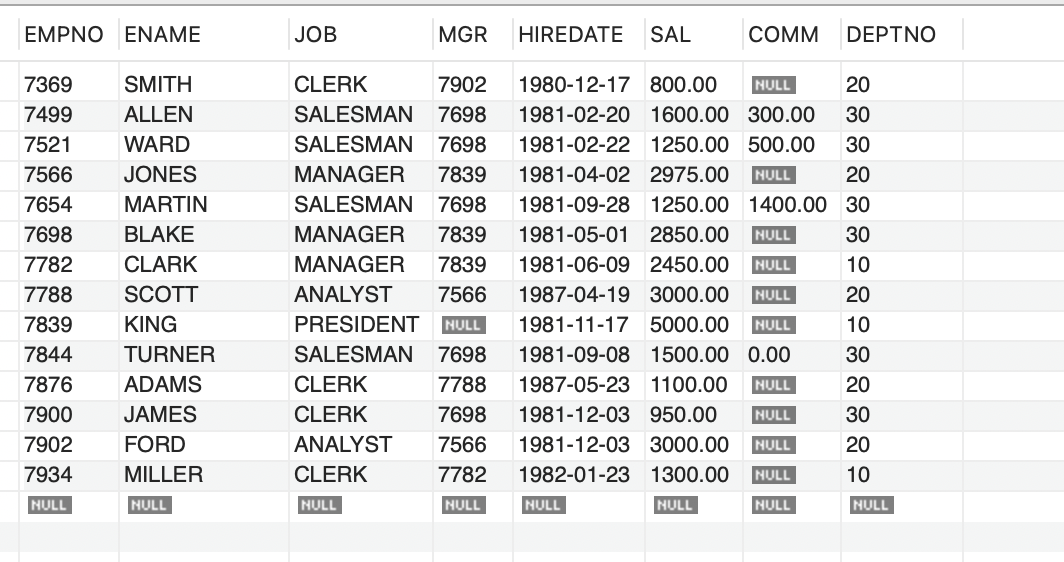 EMPNO ENAME JOB MGR HIREDATE SAL COMM DEPTNO
7369 SMITH CLERK 7902 1980-12-17 800.00 NULL 20
7499 ALLEN SALESMAN 7698 1981-02-20 1600.00 300.00 30
7521 WARD SALESMAN 7698 1981-02-22 1250.00 500.00 30
7566 JONES MANAGER 7839 1981-04-02 2975.00 NULL 20
7654 MARTIN SALESMAN 7698 1981-09-28 1250.00 1400.00 30
7698 BLAKE MANAGER 7839 1981-05-01 2850.00 NULL 30
7782 CLARK MANAGER 7839 1981-06-09 2450.00 NULL 10
7788 SCOTT ANALYST 7566 1987-04-19 3000.00 NULL 20
7839 KING PRESIDENT NULL 1981-11-17 5000.00 NULL 10
7844 TURNER SALESMAN 7698 1981-09-08 1500.00 0.00 30
7876 ADAMS CLERK 7788 1987-05-23 1100.00 NULL 20
7900 JAMES CLERK 7698 1981-12-03 950.00 NULL 30
7902 FORD ANALYST 7566 1981-12-03 3000.00 NULL 20
7934 MILLER CLERK 7782 1982-01-23 1300.00 NULL 10
NULL NULL NULL NULL NULL NULL NULL NULL